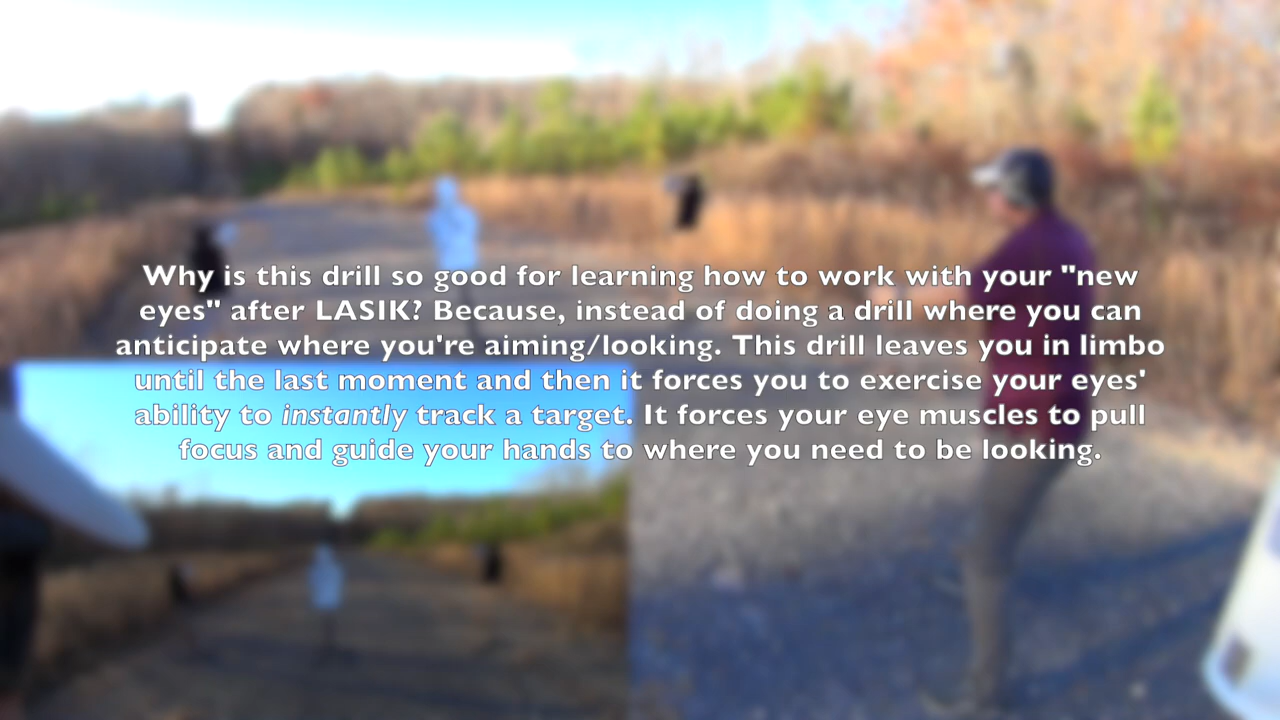 Why is this drill so good for learning how to work with your "new
eyes" after LASIK? Because, instead of doing a drill where you can
anticipate where you're aiming/looking. This drill leaves you in limbo
until the last moment and then it forces you to exercise your eyes'
ability to instantly track a target. It forces your eye muscles to pull
focus and guide your hands to where you need to be looking.